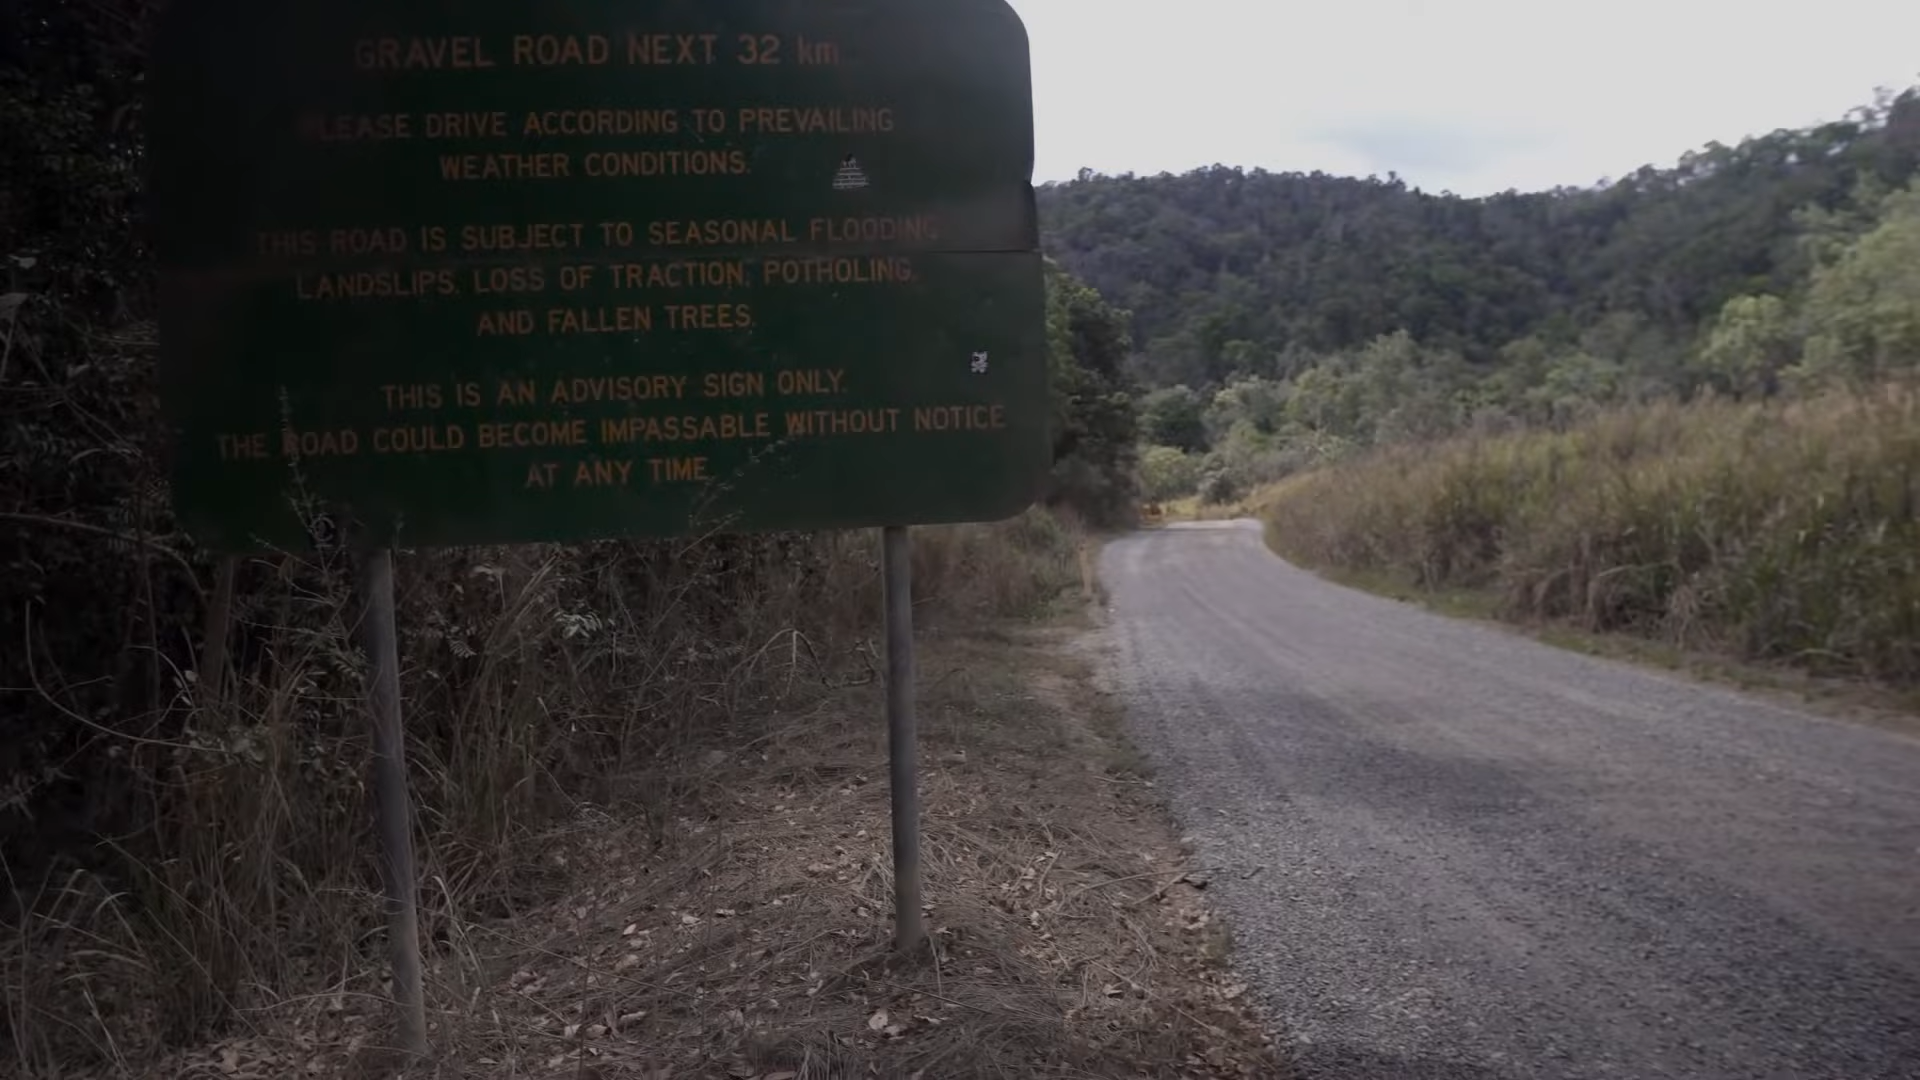 GRAVEL ROAD NEXT 32 km
PLEASE DRIVE ACCORDING TO PREVAILING
WEATHER CONDITIONS.
THIS ROAD IS SUBJECT TO SEASONAL FLOODING
LANDSLIPS, LOSS OF TRACTION, POTHOLING,
AND FALLEN TREES.
THIS IS AN ADVISORY SIGN ONLY.
THE ROAD COULD BECOME IMPASSABLE WITHOUT NOTICE
AT ANY TIME